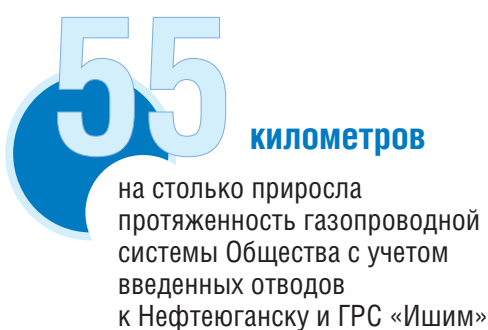 55
километров
на столько приросла
протяженность газопроводной
системы Общества с учетом
введенных отводов
к Нефтеюганску и ГРС «Ишим»